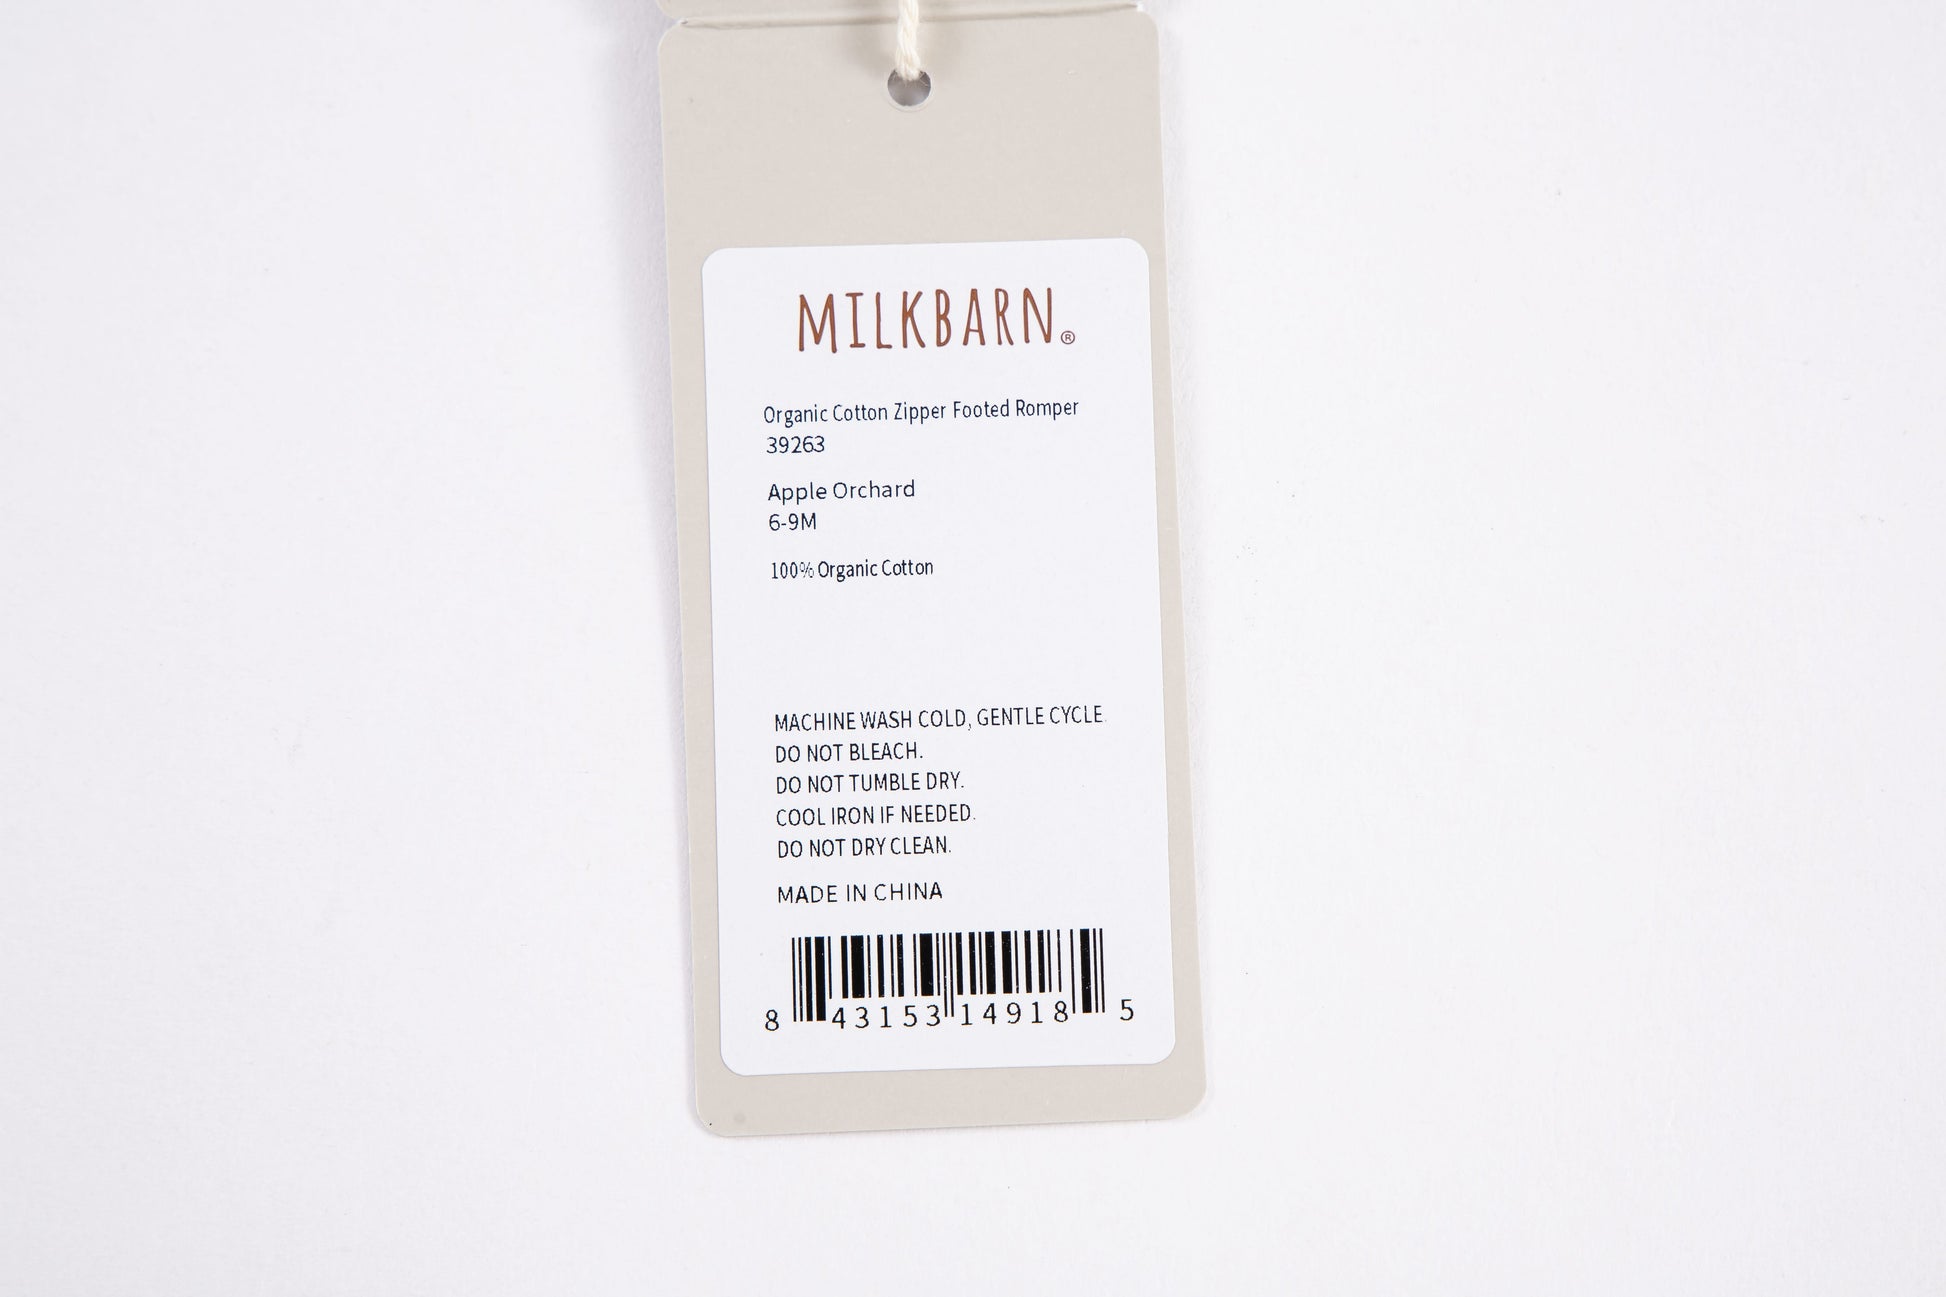 MILKBARN®
Organic Cotton Zipper Footed Romper
39263
Apple Orchard
6-9M
100% Organic Cotton
MACHINE WASH COLD, GENTLE CYCLE.
DO NOT BLEACH.
DO NOT TUMBLE DRY.
COOL IRON IF NEEDED.
DO NOT DRY CLEAN.
MADE IN CHINA
8 43153 14918 5